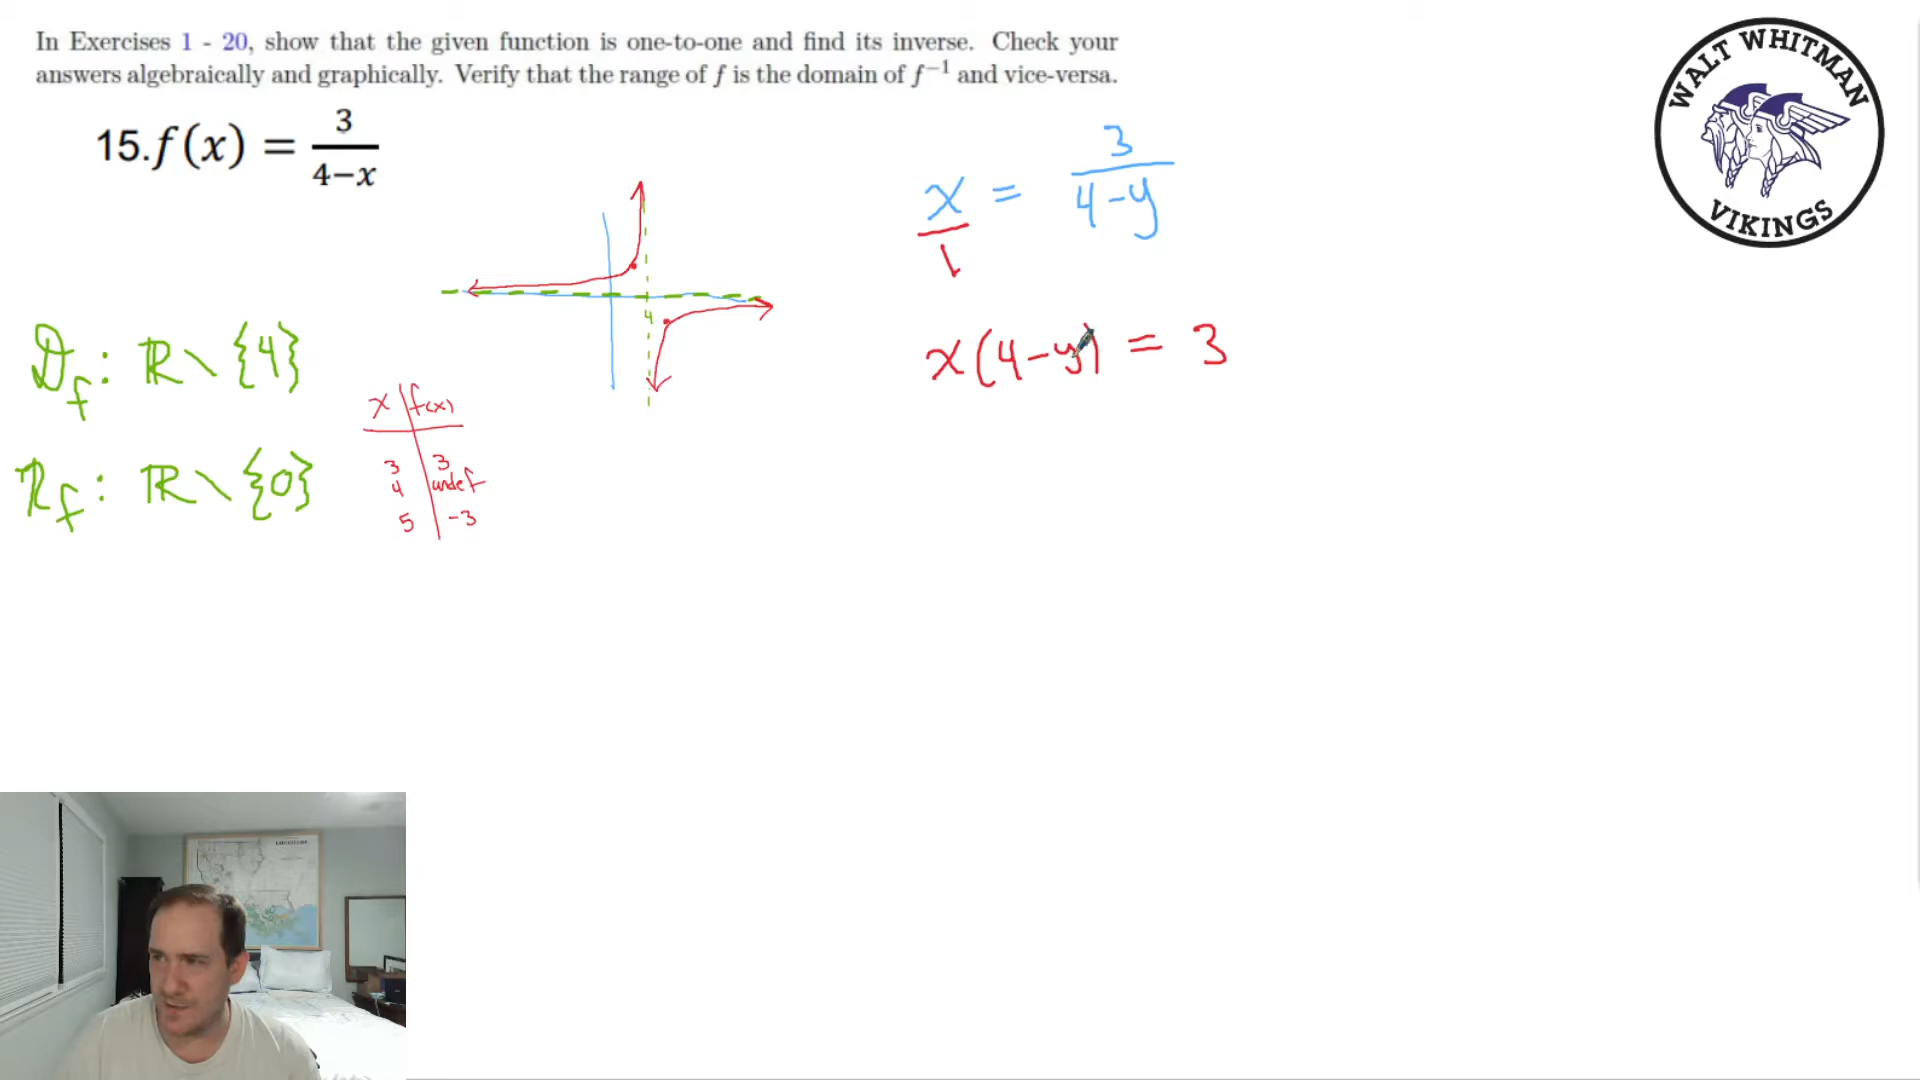 In Exercises 1 - 20, show that the given function is one-to-one and find its inverse. Check your
answers algebraically and graphically. Verify that the range of f is the domain of f⁻¹ and vice-versa.
15. f(x) = 3/(4−x)
WALT WHITMAN
VIKINGS
x/1 = 3/(4-y)
x(4-y) = 3
4
D_f: ℝ \ {4}
R_f: ℝ \ {0}
x | f(x)
3 | 3
4 | undef
5 | -3